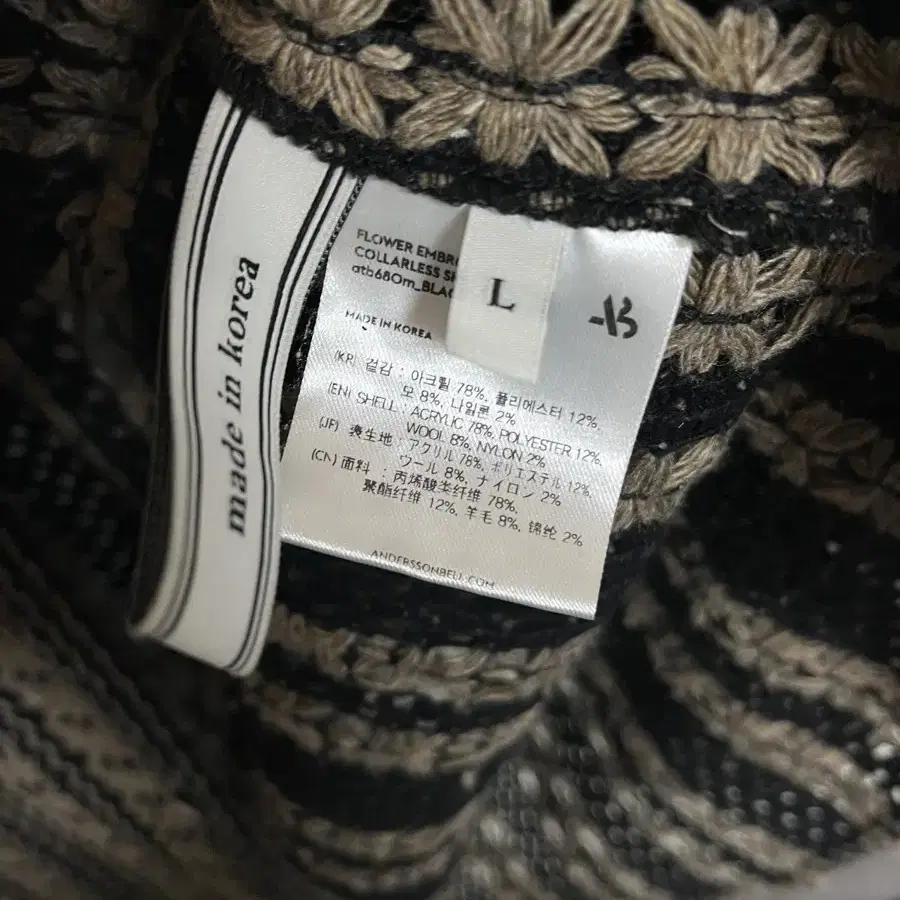 made in korea
FLOWER EMBRO
COLLARLESS SH
atb680m_BLAC
L
MADE IN KOREA
(KR) 겉감 : 아크릴 78%, 폴리에스터 12%,
모 8%, 나일론 2%
(EN) SHELL : ACRYLIC 78%, POLYESTER 12%,
WOOL 8%, NYLON 2%
(JP) 表生地 : アクリル 78%, ポリエステル 12%,
ウール 8%, ナイロン 2%
(CN) 面料 : 丙烯酸类纤维 78%,
聚酯纤维 12%, 羊毛 8%, 锦纶 2%
ANDERSSONBELL.COM